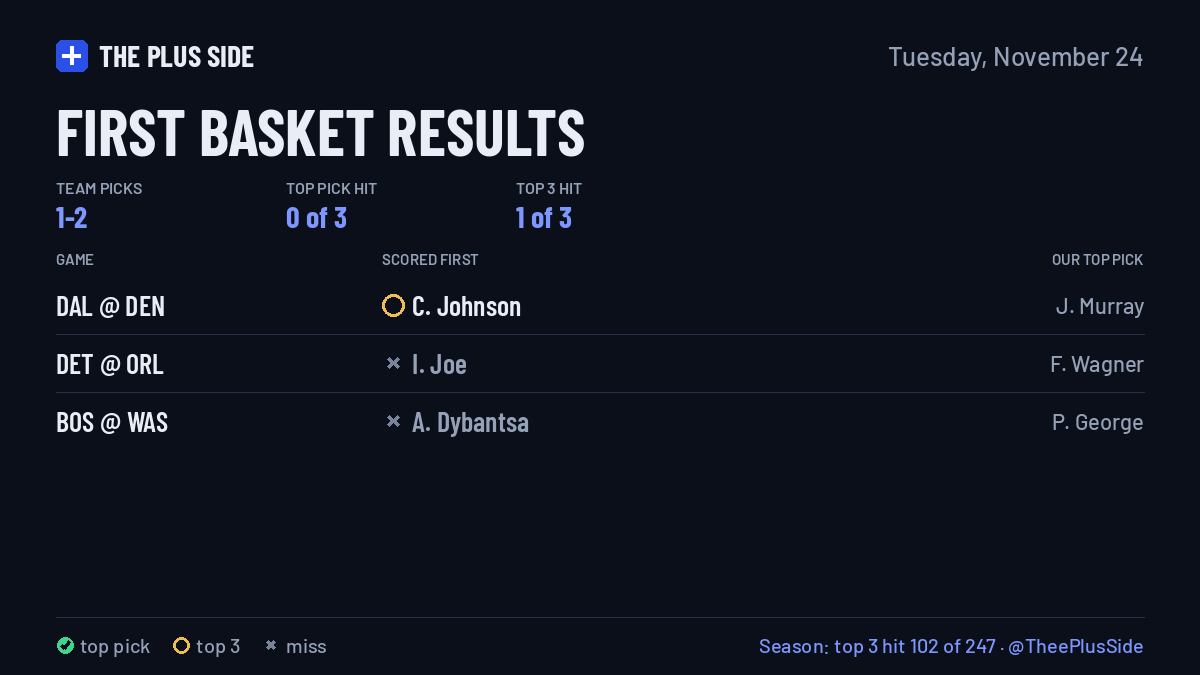 THE PLUS SIDE
Tuesday, November 24
FIRST BASKET RESULTS
TEAM PICKS TOP PICK HIT TOP 3 HIT
1-2 0 of 3 1 of 3
GAME SCORED FIRST OUR TOP PICK
DAL @ DEN C. Johnson J. Murray
DET @ ORL I. Joe F. Wagner
BOS @ WAS A. Dybantsa P. George
top pick top 3 miss Season: top 3 hit 102 of 247 · @TheePlusSide